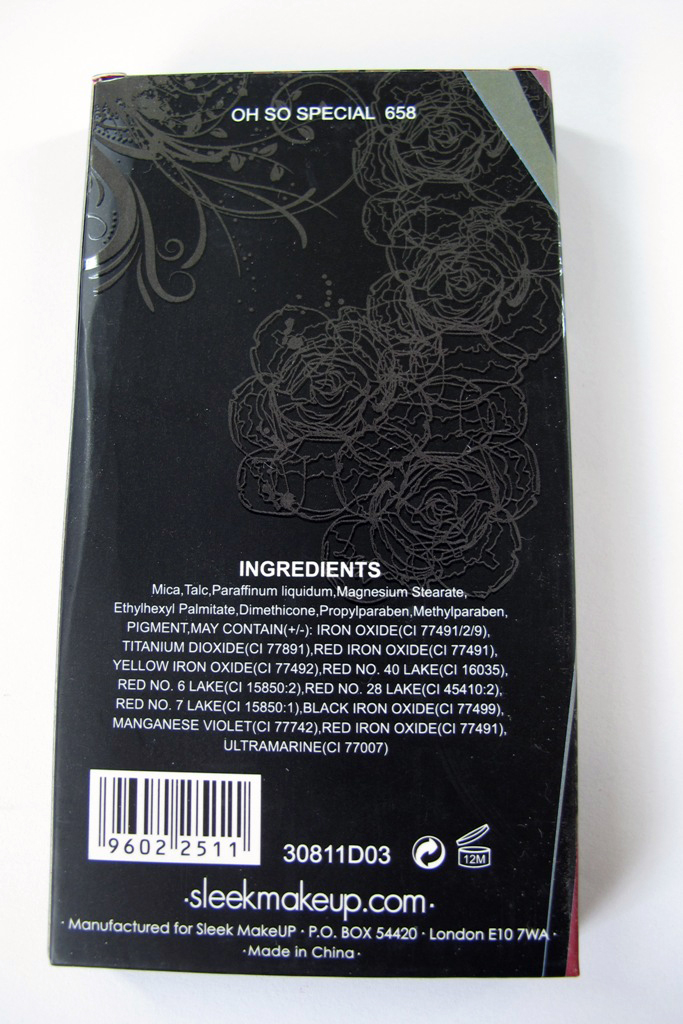 OH SO SPECIAL 658
INGREDIENTS
Mica,Talc,Paraffinum liquidum,Magnesium Stearate,
Ethylhexyl Palmitate,Dimethicone,Propylparaben,Methylparaben,
PIGMENT,MAY CONTAIN(+/-): IRON OXIDE(CI 77491/2/9),
TITANIUM DIOXIDE(CI 77891),RED IRON OXIDE(CI 77491),
YELLOW IRON OXIDE(CI 77492),RED NO. 40 LAKE(CI 16035),
RED NO. 6 LAKE(CI 15850:2),RED NO. 28 LAKE(CI 45410:2),
RED NO. 7 LAKE(CI 15850:1),BLACK IRON OXIDE(CI 77499),
MANGANESE VIOLET(CI 77742),RED IRON OXIDE(CI 77491),
ULTRAMARINE(CI 77007)
9602 2511
30811D03
12M
·sleekmakeup.com·
· Manufactured for Sleek MakeUP · P.O. BOX 54420 · London E10 7WA ·
· Made in China ·